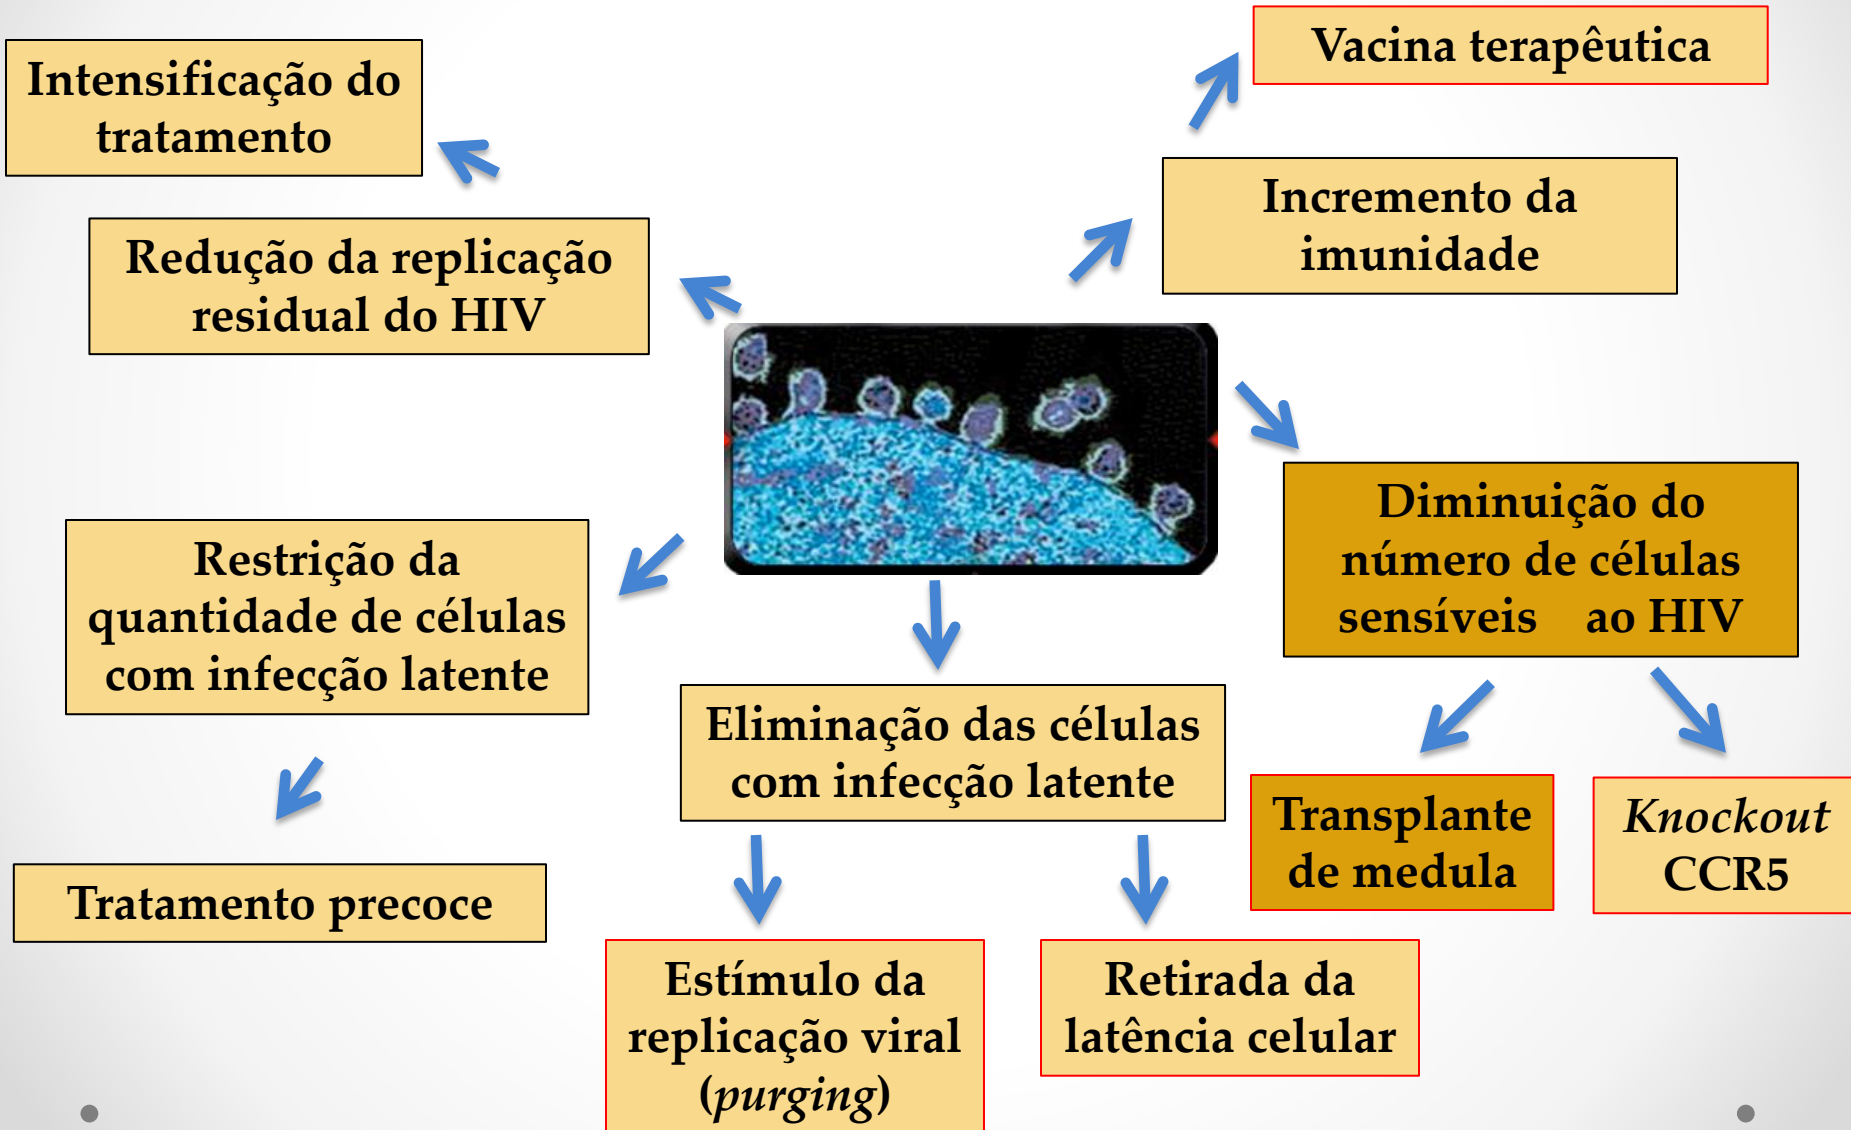 Intensificação do
tratamento
Redução da replicação
residual do HIV
Vacina terapêutica
Incremento da
imunidade
Restrição da
quantidade de células
com infecção latente
Tratamento precoce
Eliminação das células
com infecção latente
Estímulo da
replicação viral
(purging)
Retirada da
latência celular
Diminuição do
número de células
sensíveis ao HIV
Transplante
de medula
Knockout
CCR5